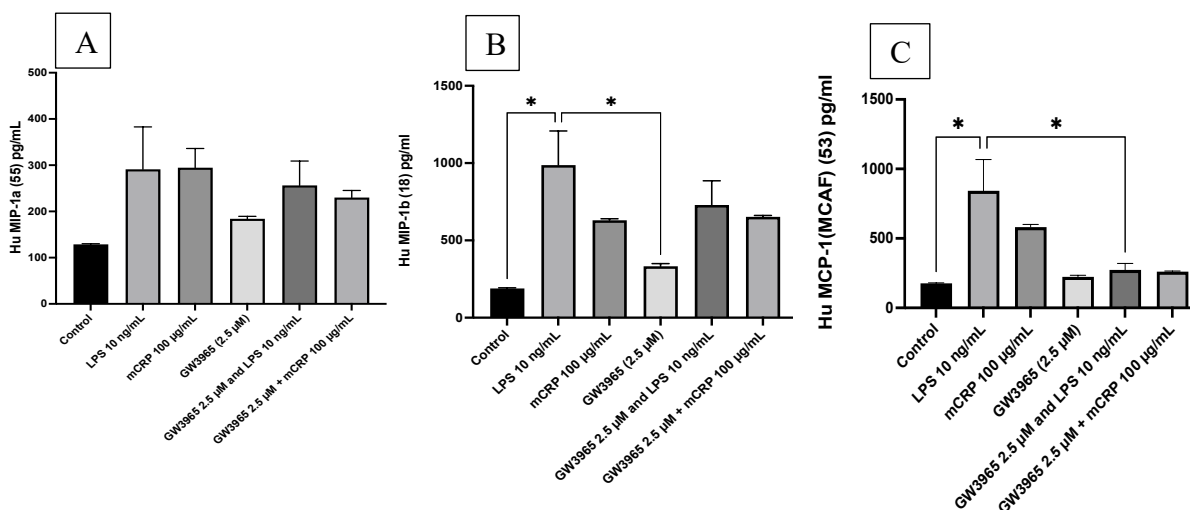 A
Hu MIP-1a (55) pg/mL
500
400
300
200
100
0
Control
LPS 10 ng/mL
mCRP 100 µg/mL
GW3965 (2.5 µM)
GW3965 2.5 µM and LPS 10 ng/mL
GW3965 2.5 µM + mCRP 100 µg/mL
B
Hu MIP-1b (18) pg/ml
1500
1000
500
0
*
*
Control
LPS 10 ng/mL
mCRP 100 µg/mL
GW3965 (2.5 µM)
GW3965 2.5 µM and LPS 10 ng/mL
GW3965 2.5 µM + mCRP 100 µg/mL
C
Hu MCP-1(MCAF) (53) pg/ml
1500
1000
500
0
*
*
Control
LPS 10 ng/mL
mCRP 100 µg/mL
GW3965 (2.5 µM)
GW3965 2.5 µM and LPS 10 ng/mL
GW3965 2.5 µM + mCRP 100 µg/mL